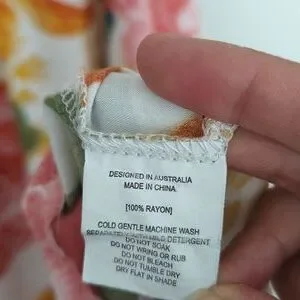 DESIGNED IN AUSTRALIA
MADE IN CHINA
[100% RAYON]
COLD GENTLE MACHINE WASH
SEPARATELY WITH MILD DETERGENT
DO NOT SOAK
DO NOT WRING OR RUB
DO NOT BLEACH
DO NOT TUMBLE DRY
DRY FLAT IN SHADE